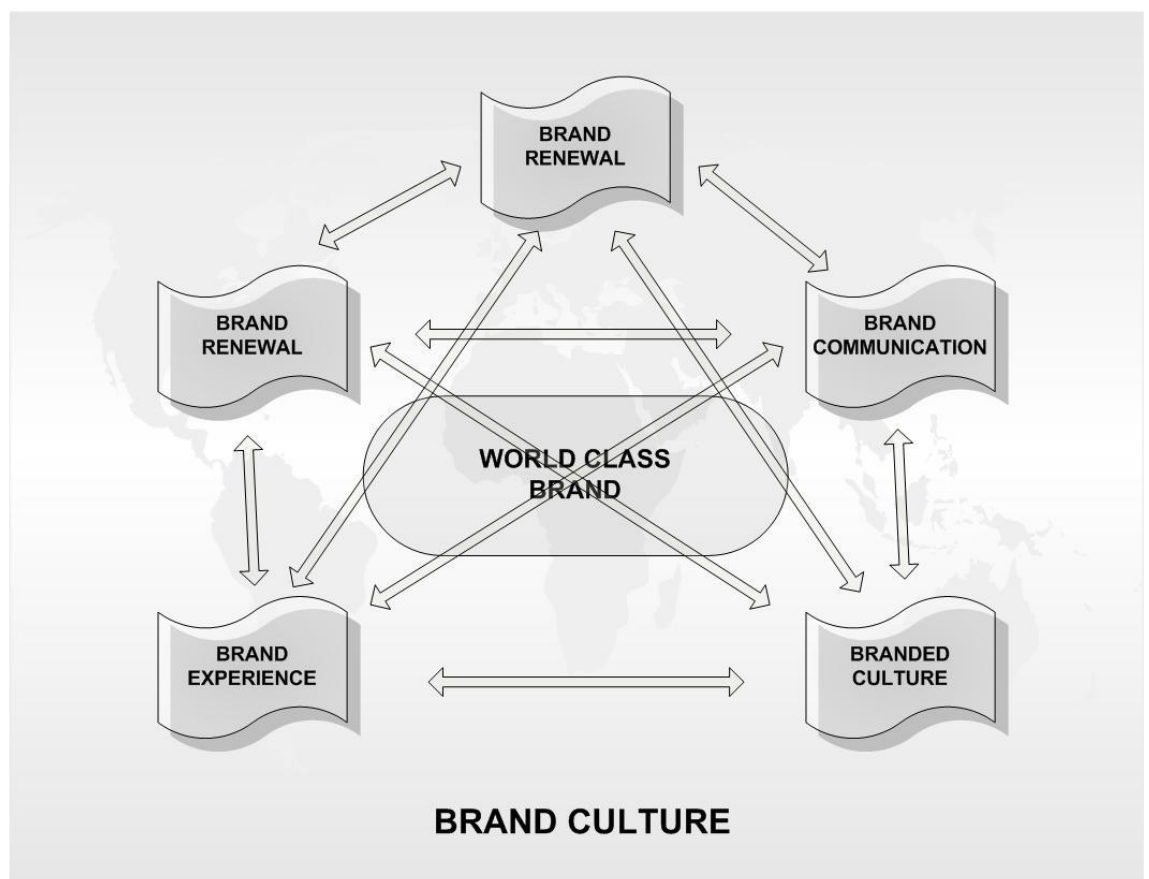 BRAND
RENEWAL
BRAND
RENEWAL
BRAND
COMMUNICATION
WORLD CLASS
BRAND
BRAND
EXPERIENCE
BRANDED
CULTURE
BRAND CULTURE